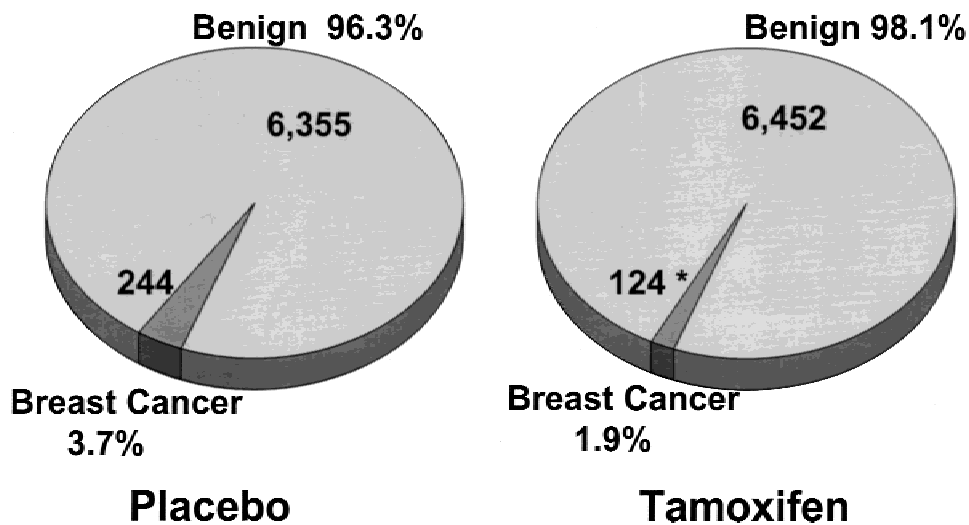 Benign 96.3%
6,355
244
Breast Cancer
3.7%
Placebo
Benign 98.1%
6,452
124 *
Breast Cancer
1.9%
Tamoxifen